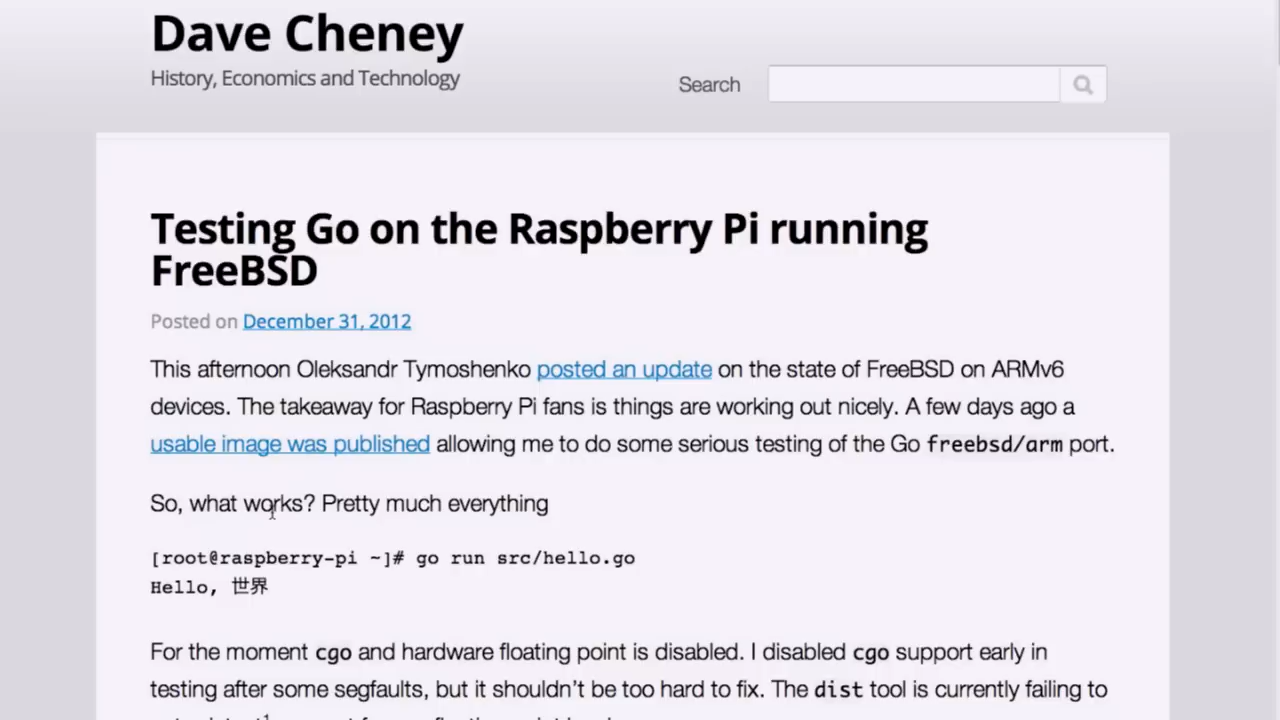 Dave Cheney
History, Economics and Technology
Search
Testing Go on the Raspberry Pi running
FreeBSD
Posted on December 31, 2012
This afternoon Oleksandr Tymoshenko posted an update on the state of FreeBSD on ARMv6
devices. The takeaway for Raspberry Pi fans is things are working out nicely. A few days ago a
usable image was published allowing me to do some serious testing of the Go freebsd/arm port.
So, what works? Pretty much everything
[root@raspberry-pi ~]# go run src/hello.go
Hello, 世界
For the moment cgo and hardware floating point is disabled. I disabled cgo support early in
testing after some segfaults, but it shouldn't be too hard to fix. The dist tool is currently failing to